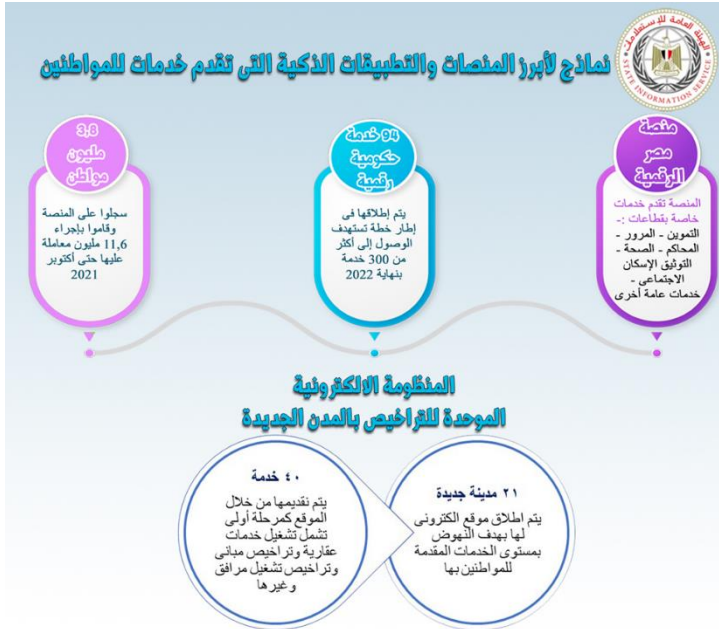 الهيئة العامة للإستعلامات
STATE INFORMATION SERVICE
نماذج لأبرز المنصات والتطبيقات الذكية التى تقدم خدمات للمواطنين
منصة
مصر
الرقمية
المنصة تقدم خدمات
خاصة بقطاعات :-
التموين - المرور -
المحاكم - الصحة -
التوثيق الإسكان
الاجتماعى -
خدمات عامة أخرى
94 خدمة
حكومية
رقمية
يتم إطلاقها فى
إطار خطة تستهدف
الوصول إلى أكثر
من 300 خدمة
بنهاية 2022
3,8
مليون
مواطن
سجلوا على المنصة
وقاموا بإجراء
11,6 مليون معاملة
عليها حتى أكتوبر
2021
المنظومة الالكترونية
الموحدة للتراخيص بالمدن الجديدة
٢١ مدينة جديدة
يتم اطلاق موقع الكترونى
لها بهدف النهوض
بمستوى الخدمات المقدمة
للمواطنين بها
٤٠ خدمة
يتم تقديمها من خلال
الموقع كمرحلة أولى
تشمل تشغيل خدمات
عقارية وتراخيص مبانى
وتراخيص تشغيل مرافق
وغيرها